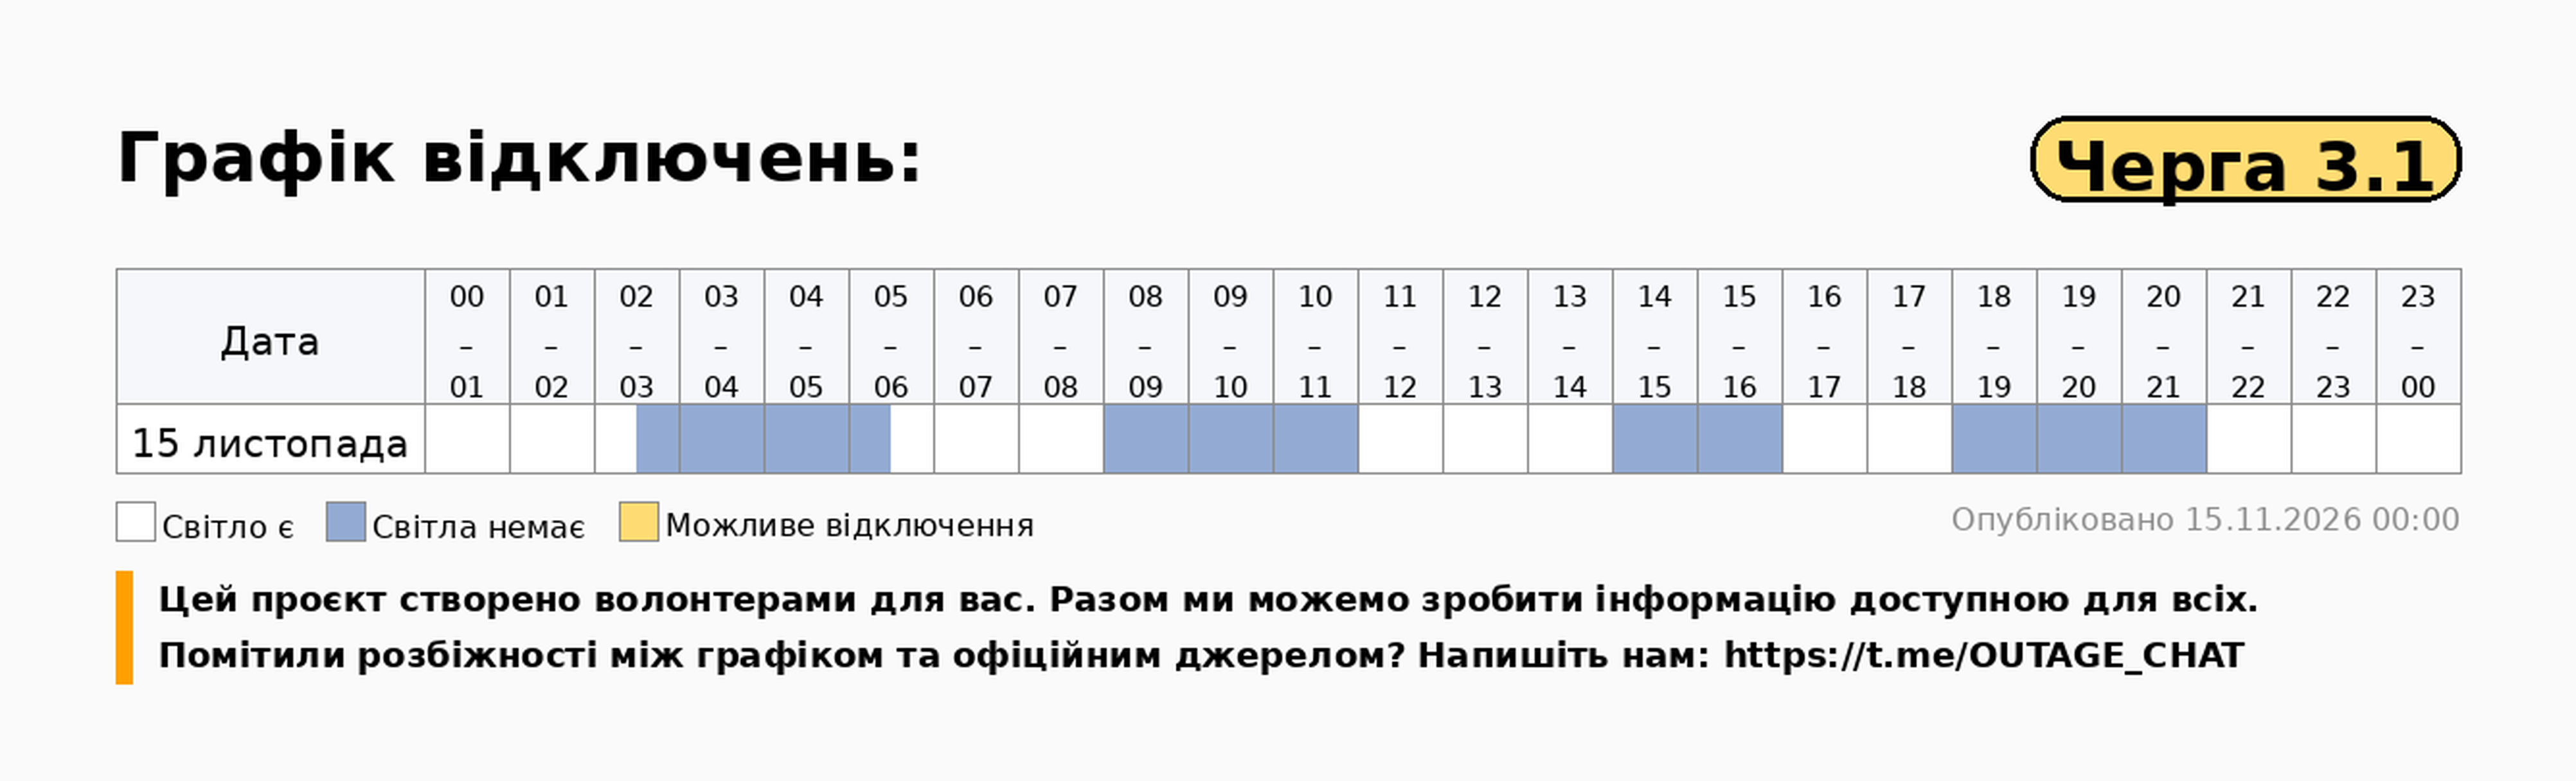 Графік відключень:
Черга 3.1
Дата
00 – 01
01 – 02
02 – 03
03 – 04
04 – 05
05 – 06
06 – 07
07 – 08
08 – 09
09 – 10
10 – 11
11 – 12
12 – 13
13 – 14
14 – 15
15 – 16
16 – 17
17 – 18
18 – 19
19 – 20
20 – 21
21 – 22
22 – 23
23 – 00
15 листопада
Світло є
Світла немає
Можливе відключення
Опубліковано 15.11.2026 00:00
Цей проєкт створено волонтерами для вас. Разом ми можемо зробити інформацію доступною для всіх.
Помітили розбіжності між графіком та офіційним джерелом? Напишіть нам: https://t.me/OUTAGE_CHAT